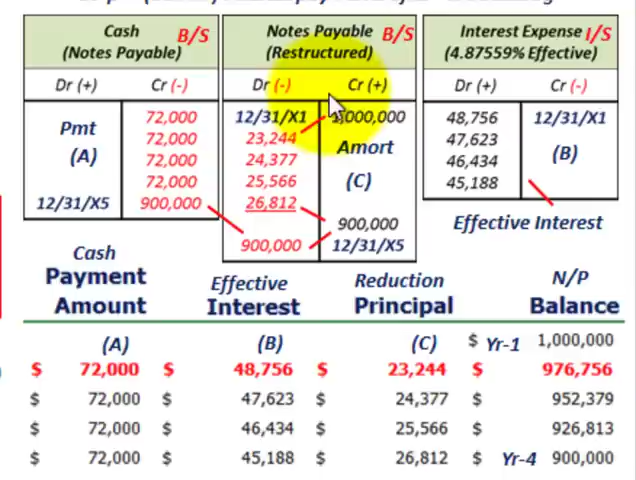 Cash B/S
(Notes Payable)
Dr (+) Cr (-)
Pmt
(A)
72,000
72,000
72,000
72,000
12/31/X5 900,000
Notes Payable B/S
(Restructured)
Dr (-) Cr (+)
12/31/X1 1,000,000
23,244
24,377
25,566
26,812
Amort
(C)
900,000
900,000 12/31/X5
Interest Expense I/S
(4.87559% Effective)
Dr (+) Cr (-)
48,756 12/31/X1
47,623
46,434
45,188
(B)
Effective Interest
Cash
Payment
Amount
Effective
Interest
Reduction
Principal
N/P
Balance
(A) (B) (C) $ Yr-1 1,000,000
$ 72,000 $ 48,756 $ 23,244 $ 976,756
$ 72,000 $ 47,623 $ 24,377 $ 952,379
$ 72,000 $ 46,434 $ 25,566 $ 926,813
$ 72,000 $ 45,188 $ 26,812 $ Yr-4 900,000